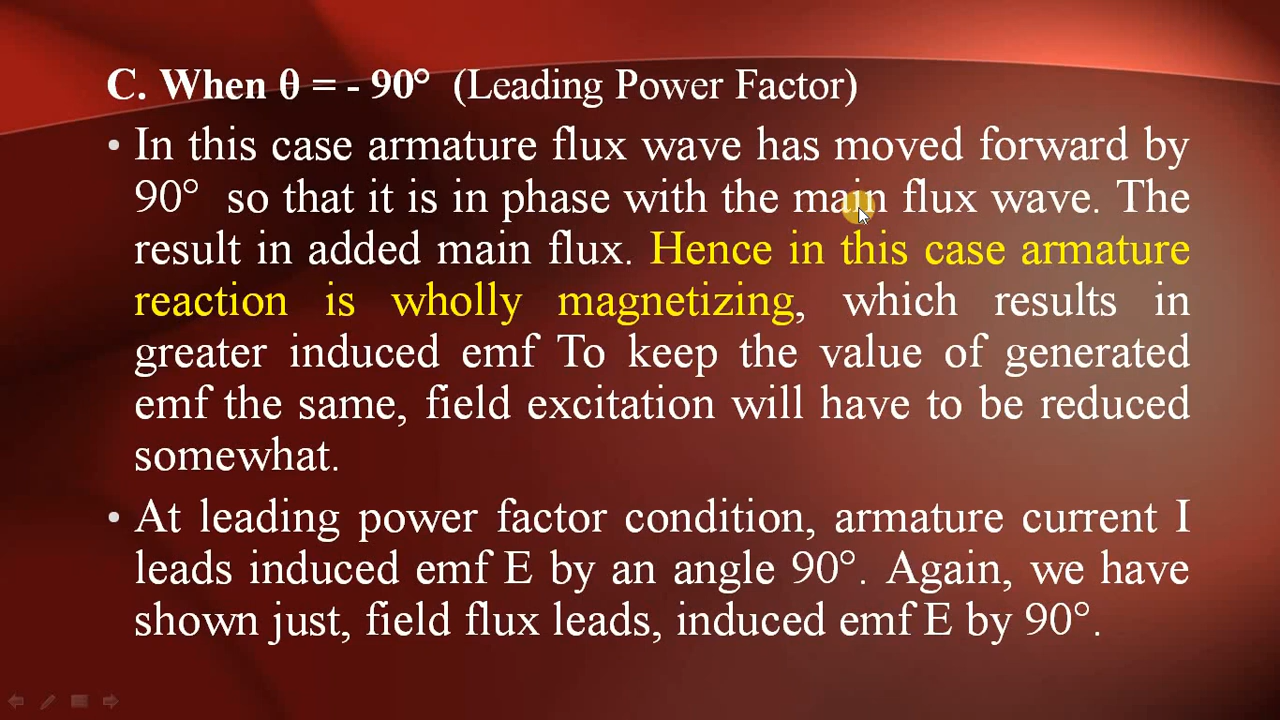 C. When θ = - 90° (Leading Power Factor)
• In this case armature flux wave has moved forward by
90° so that it is in phase with the main flux wave. The
result in added main flux. Hence in this case armature
reaction is wholly magnetizing, which results in
greater induced emf To keep the value of generated
emf the same, field excitation will have to be reduced
somewhat.
• At leading power factor condition, armature current I
leads induced emf E by an angle 90°. Again, we have
shown just, field flux leads, induced emf E by 90°.